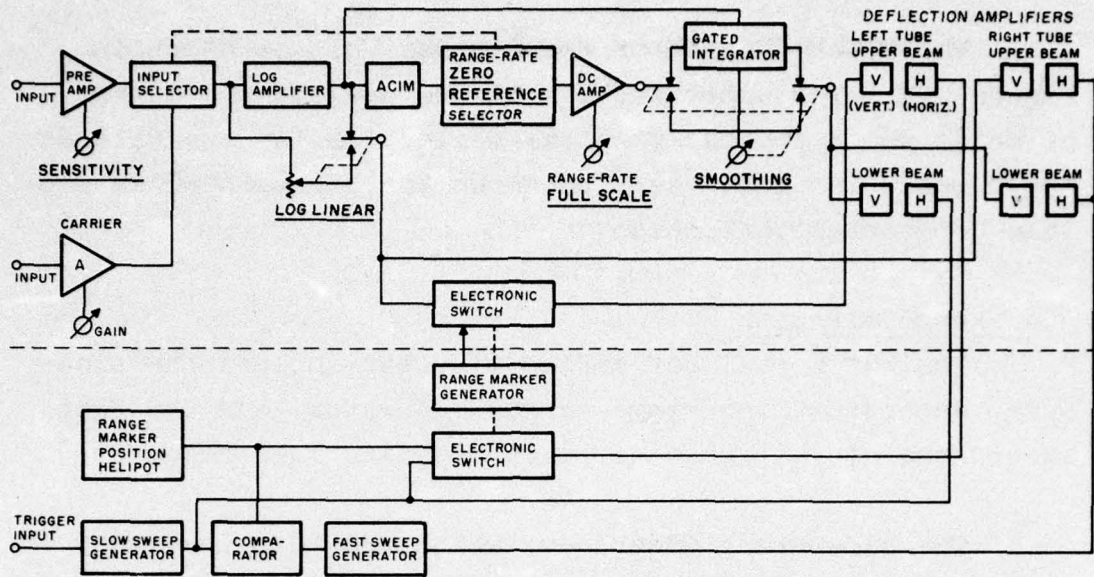 DEFLECTION AMPLIFIERS
LEFT TUBE
UPPER BEAM
RIGHT TUBE
UPPER BEAM
PRE
AMP
INPUT
INPUT
SELECTOR
LOG
AMPLIFIER
ACIM
RANGE-RATE
ZERO
REFERENCE
SELECTOR
DC
AMP
GATED
INTEGRATOR
V
H
V
H
(VERT.)
(HORIZ.)
SENSITIVITY
LOG LINEAR
RANGE-RATE
FULL SCALE
SMOOTHING
LOWER BEAM
LOWER BEAM
V
H
V
H
CARRIER
A
INPUT
GAIN
ELECTRONIC
SWITCH
RANGE MARKER
GENERATOR
RANGE
MARKER
POSITION
HELIPOT
ELECTRONIC
SWITCH
TRIGGER
INPUT
SLOW SWEEP
GENERATOR
COMPA-
RATOR
FAST SWEEP
GENERATOR